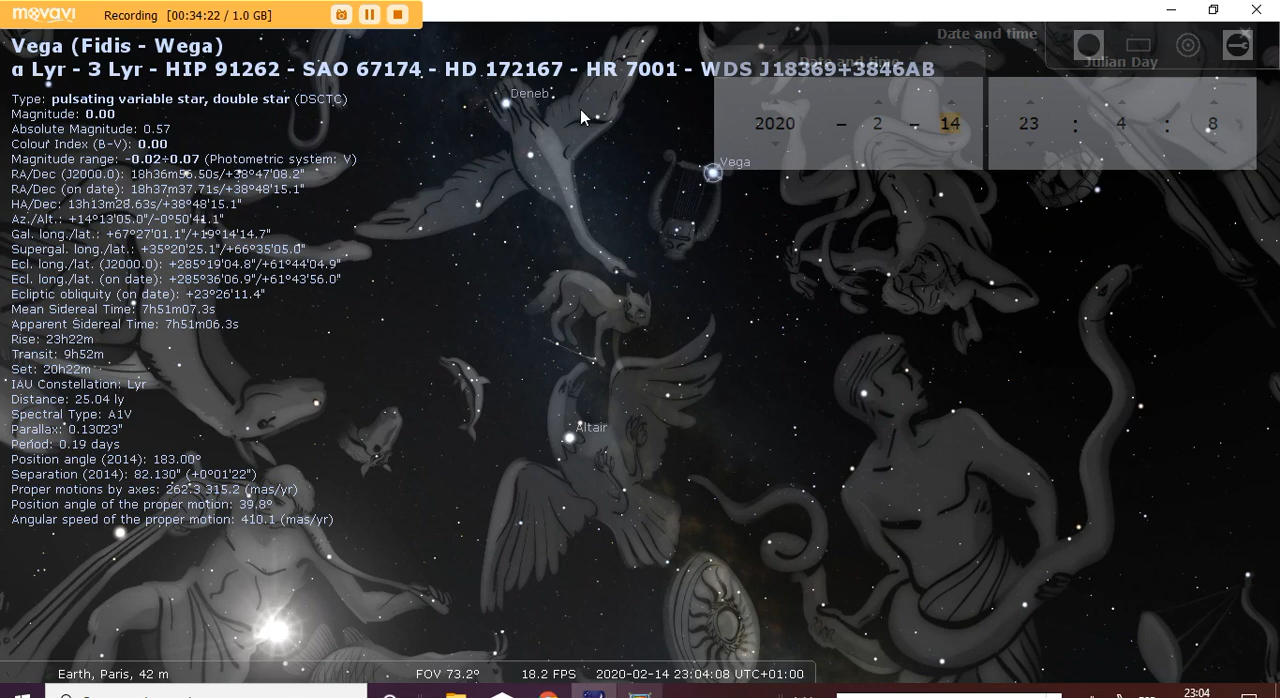 movavi Recording [00:34:22 / 1.0 GB]
Vega (Fidis - Wega)
α Lyr - 3 Lyr - HIP 91262 - SAO 67174 - HD 172167 - HR 7001 - WDS J18369+3846AB
Date and time
Date and time
Julian Day
2020 - 2 - 14 23 : 4 : 8
Type: pulsating variable star, double star (DSCTC)
Magnitude: 0.00
Absolute Magnitude: 0.57
Colour Index (B-V): 0.00
Magnitude range: -0.02÷0.07 (Photometric system: V)
RA/Dec (J2000.0): 18h36m56.50s/+38°47'08.2"
RA/Dec (on date): 18h37m37.71s/+38°48'15.1"
HA/Dec: 13h13m28.63s/+38°48'15.1"
Az./Alt.: +14°13'05.0"/-0°50'41.1"
Gal. long./lat.: +67°27'01.1"/+19°14'14.7"
Supergal. long./lat.: +35°20'25.1"/+66°35'05.0"
Ecl. long./lat. (J2000.0): +285°19'04.8"/+61°44'04.9"
Ecl. long./lat. (on date): +285°36'06.9"/+61°43'56.0"
Ecliptic obliquity (on date): +23°26'11.4"
Mean Sidereal Time: 7h51m07.3s
Apparent Sidereal Time: 7h51m06.3s
Rise: 23h22m
Transit: 9h52m
Set: 20h22m
IAU Constellation: Lyr
Distance: 25.04 ly
Spectral Type: A1V
Parallax: 0.13023"
Period: 0.19 days
Position angle (2014): 183.00°
Separation (2014): 82.130" (+0°01'22")
Proper motions by axes: 262.3 315.2 (mas/yr)
Position angle of the proper motion: 39.8°
Angular speed of the proper motion: 410.1 (mas/yr)
Deneb
Vega
Altair
Earth, Paris, 42 m FOV 73.2° 18.2 FPS 2020-02-14 23:04:08 UTC+01:00
23:04